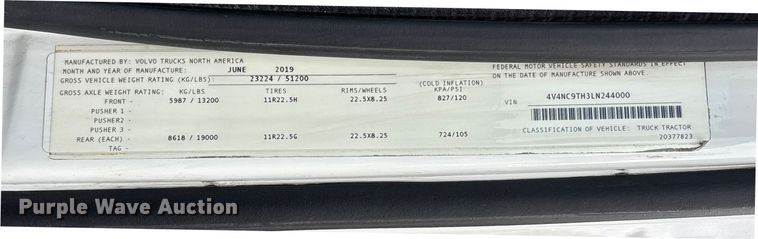 MANUFACTURED BY: VOLVO TRUCKS NORTH AMERICA
MONTH AND YEAR OF MANUFACTURE: JUNE 2019
GROSS VEHICLE WEIGHT RATING (KG/LBS): 23224 / 51200
GROSS AXLE WEIGHT RATING: KG/LBS TIRES RIMS/WHEELS (COLD INFLATION) KPA/PSI
FRONT - 5987 / 13200 11R22.5H 22.5X8.25 827/120
PUSHER 1 -
PUSHER2 -
PUSHER 3 -
REAR (EACH) - 8618 / 19000 11R22.5G 22.5X8.25 724/105
TAG -
FEDERAL MOTOR VEHICLE SAFETY STANDARDS IN EFFECT
ON THE DATE OF MANUFACTURE SHOWN ABOVE.
VIN 4V4NC9TH3LN244000
CLASSIFICATION OF VEHICLE: TRUCK TRACTOR
20377823
Purple Wave Auction